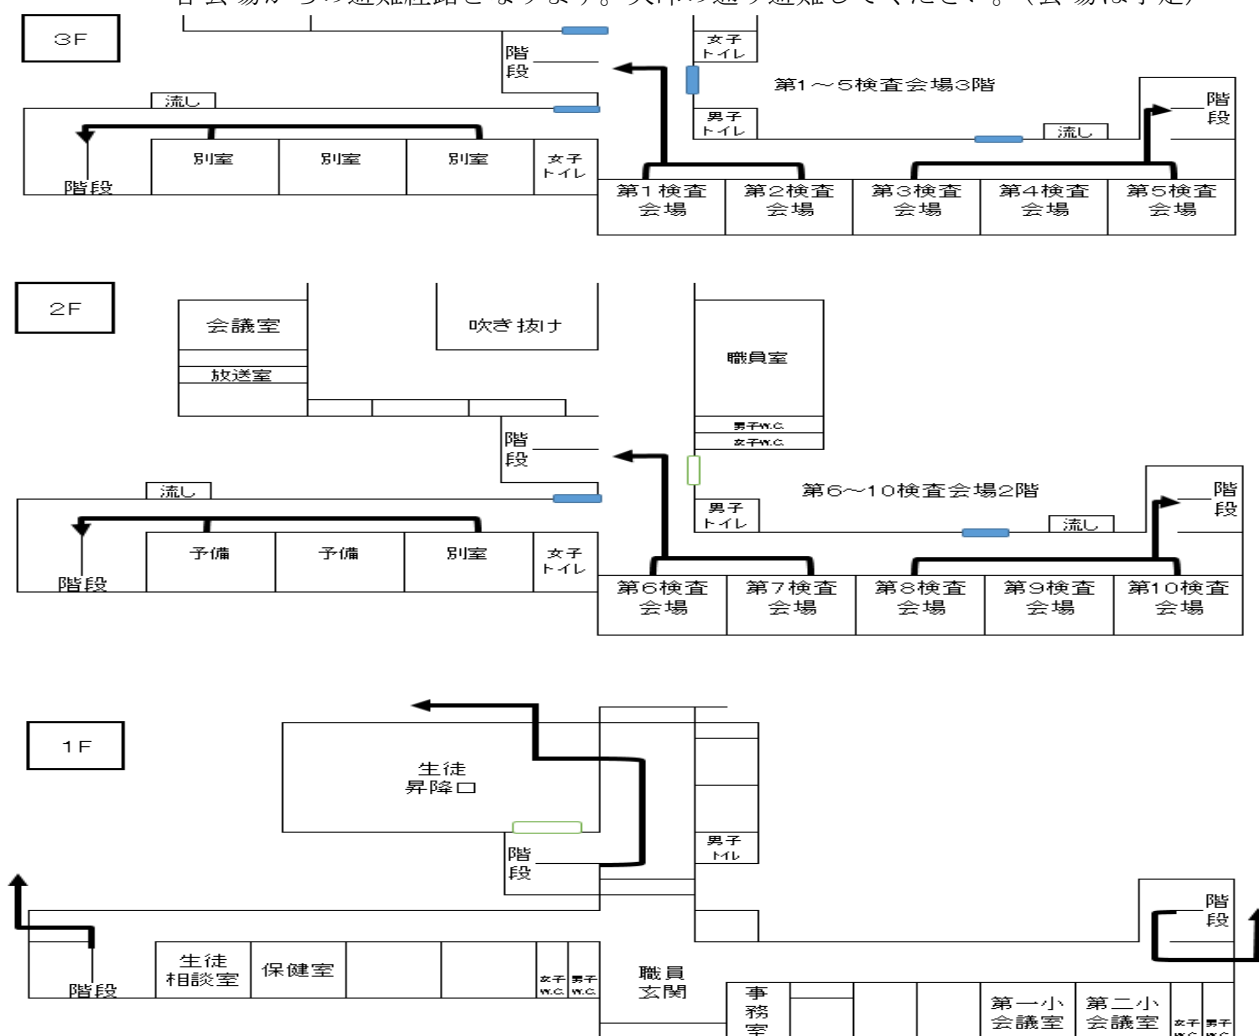 各会場からの避難経路となります。矢印の通り避難してください。(会場は予定)
3F
階段
女子トイレ
第1～5検査会場3階
流し
男子トイレ
流し
階段
別室
別室
別室
女子トイレ
階段
第1検査会場
第2検査会場
第3検査会場
第4検査会場
第5検査会場
2F
会議室
吹き抜け
職員室
放送室
男子W.C.
女子W.C.
階段
流し
第6～10検査会場2階
男子トイレ
流し
階段
予備
予備
別室
女子トイレ
階段
第6検査会場
第7検査会場
第8検査会場
第9検査会場
第10検査会場
1F
生徒昇降口
階段
男子トイレ
階段
生徒相談室
保健室
女子W.C.
男子W.C.
職員玄関
階段
事務室
第一小会議室
第二小会議室
女子W.C.
男子W.C.